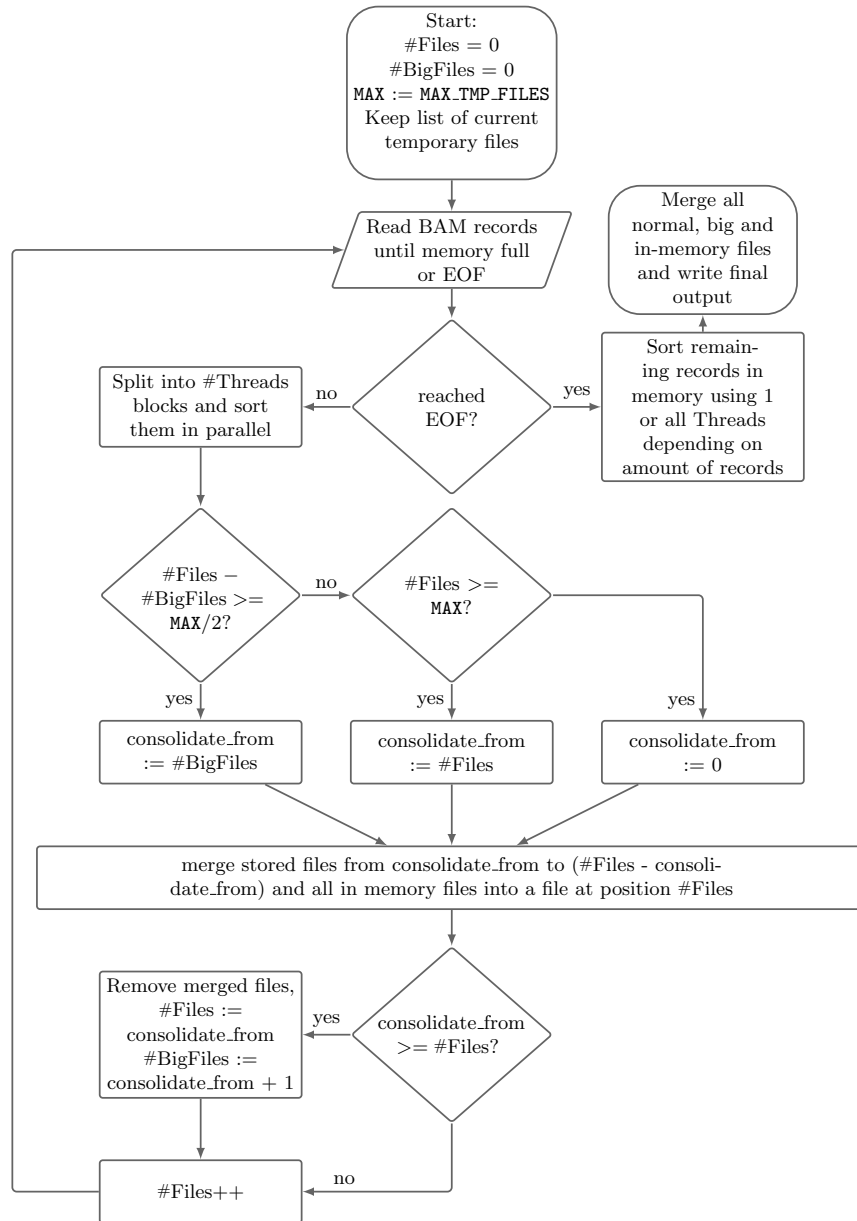 Start:
#Files = 0
#BigFiles = 0
MAX := MAX_TMP_FILES
Keep list of current
temporary files
Read BAM records
until memory full
or EOF
Merge all
normal, big and
in-memory files
and write final
output
Split into #Threads
blocks and sort
them in parallel
no
reached
EOF?
yes
Sort remain-
ing records in
memory using 1
or all Threads
depending on
amount of records
#Files −
#BigFiles >=
MAX/2?
no
#Files >=
MAX?
yes
yes
yes
consolidate_from
:= #BigFiles
consolidate_from
:= #Files
consolidate_from
:= 0
merge stored files from consolidate_from to (#Files - consoli-
date_from) and all in memory files into a file at position #Files
Remove merged files,
#Files :=
consolidate_from
#BigFiles :=
consolidate_from + 1
yes
consolidate_from
>= #Files?
no
#Files++